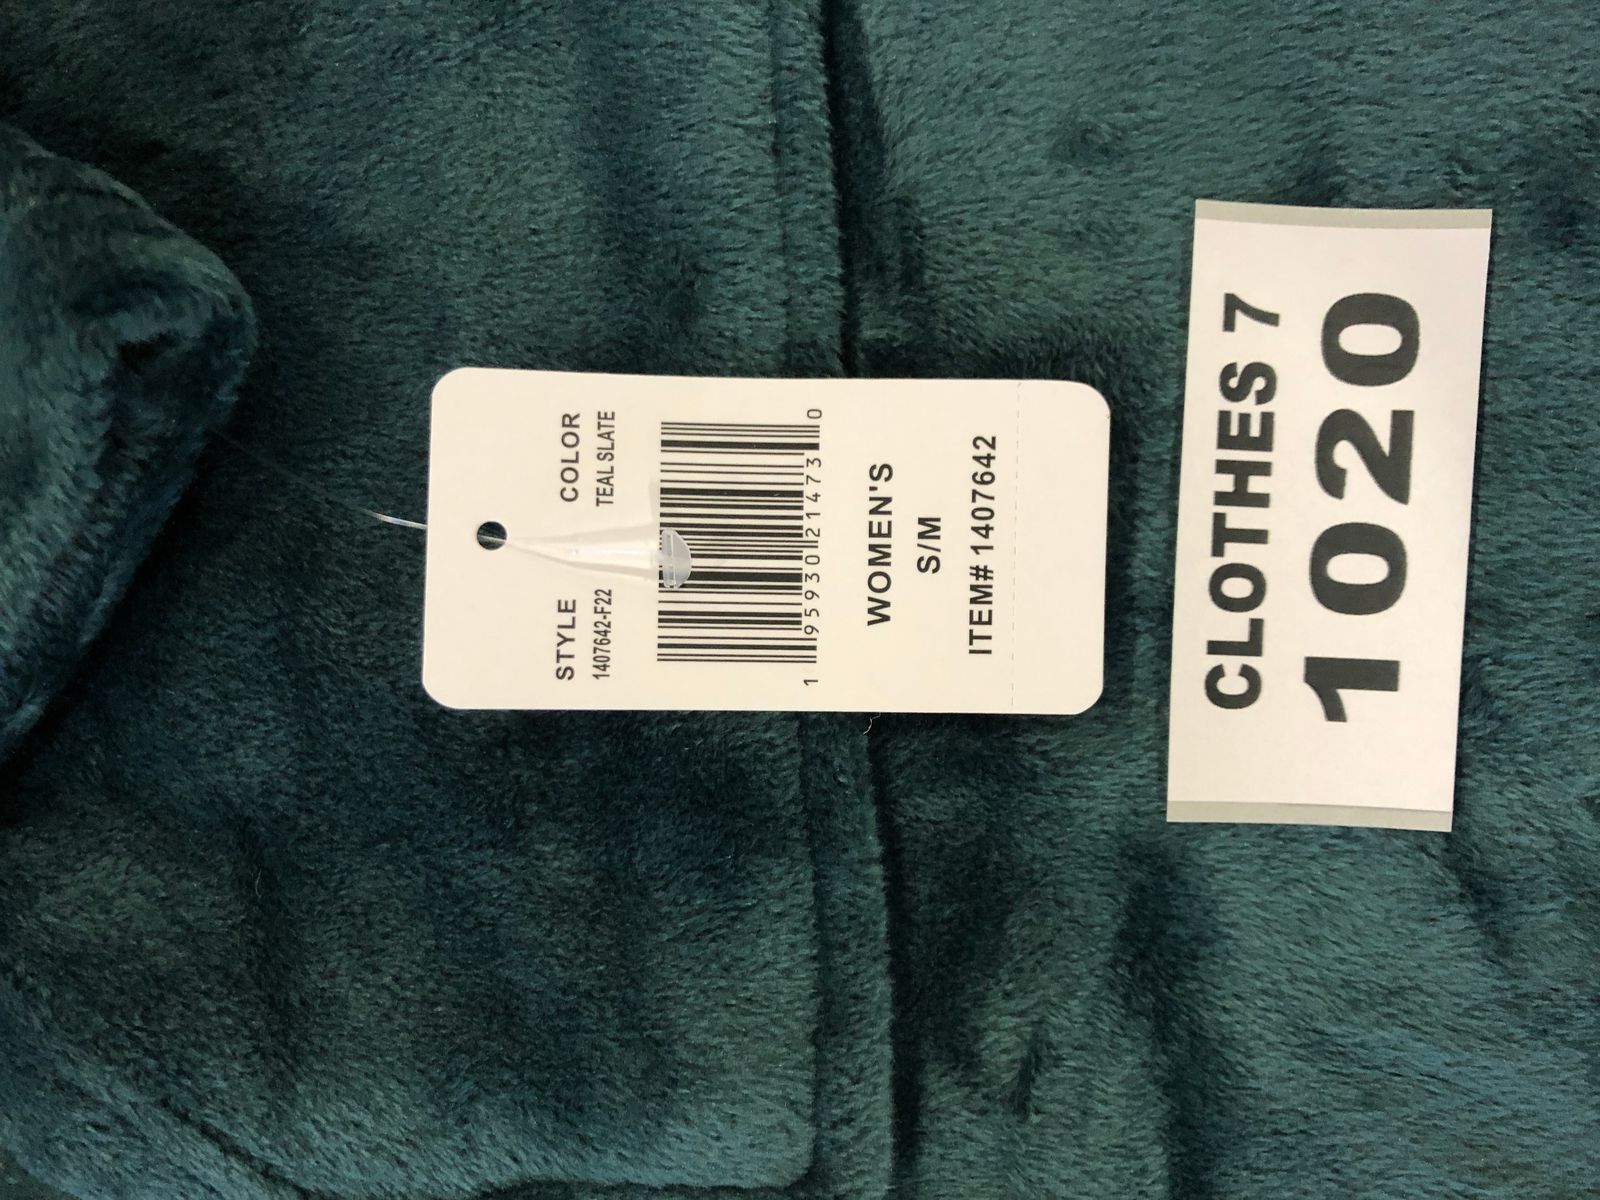 STYLE COLOR
1407642-F22 TEAL SLATE
1 95930 21473 0
WOMEN'S
S/M
ITEM# 1407642
CLOTHES 7
1020